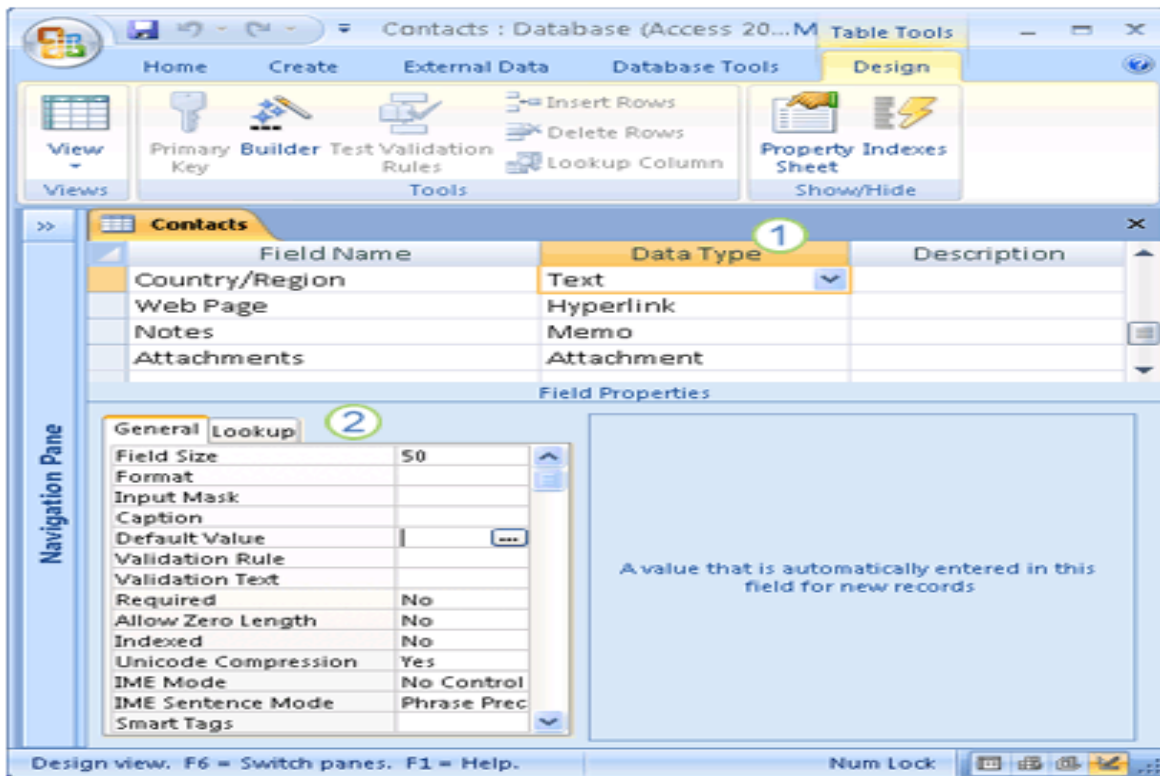 Contacts : Database (Access 20...M Table Tools
Home Create External Data Database Tools Design
View
Primary Key
Builder
Test Validation Rules
Insert Rows
Delete Rows
Lookup Column
Property Sheet
Indexes
Views Tools Show/Hide
Contacts
1
Field Name Data Type Description
Country/Region Text
Web Page Hyperlink
Notes Memo
Attachments Attachment
Field Properties
Navigation Pane
General Lookup
2
Field Size 50
Format
Input Mask
Caption
Default Value ...
Validation Rule
Validation Text
Required No
Allow Zero Length No
Indexed No
Unicode Compression Yes
IME Mode No Control
IME Sentence Mode Phrase Prec
Smart Tags
A value that is automatically entered in this
field for new records
Design view. F6 = Switch panes. F1 = Help. Num Lock